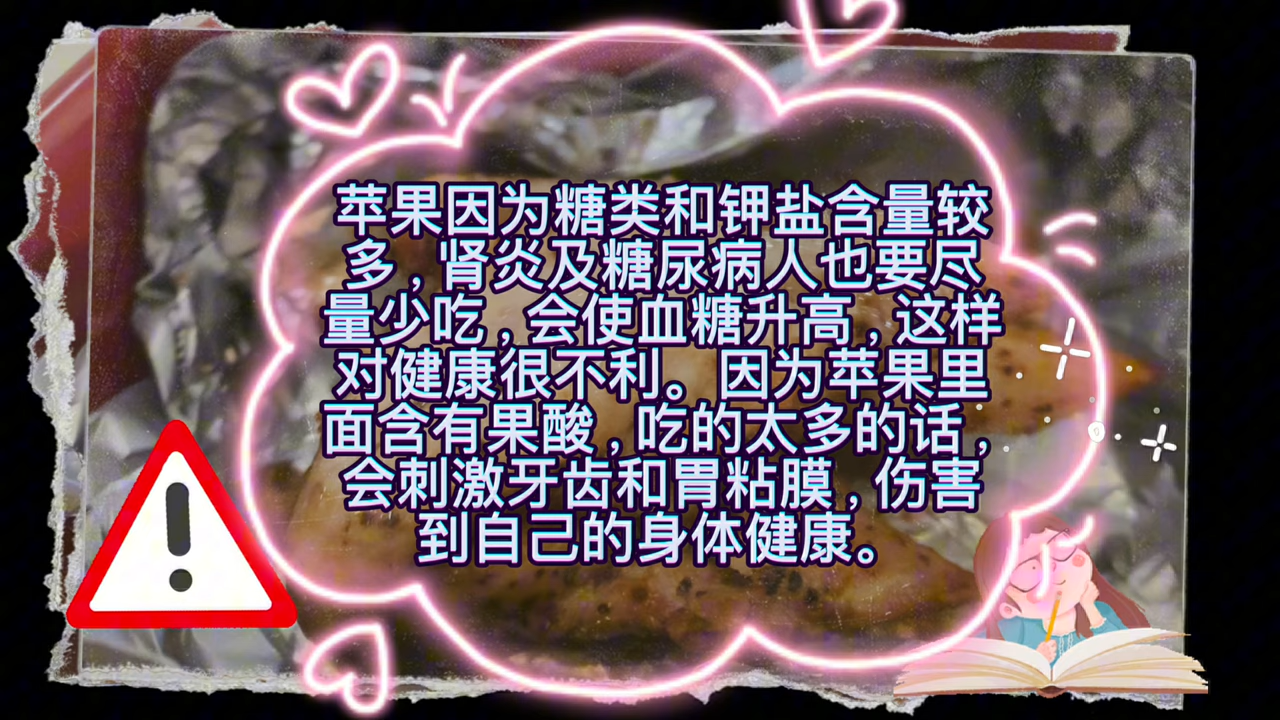 苹果因为糖类和钾盐含量较
多,肾炎及糖尿病人也要尽
量少吃,会使血糖升高,这样
对健康很不利。因为苹果里
面含有果酸,吃的太多的话,
会刺激牙齿和胃粘膜,伤害
到自己的身体健康。